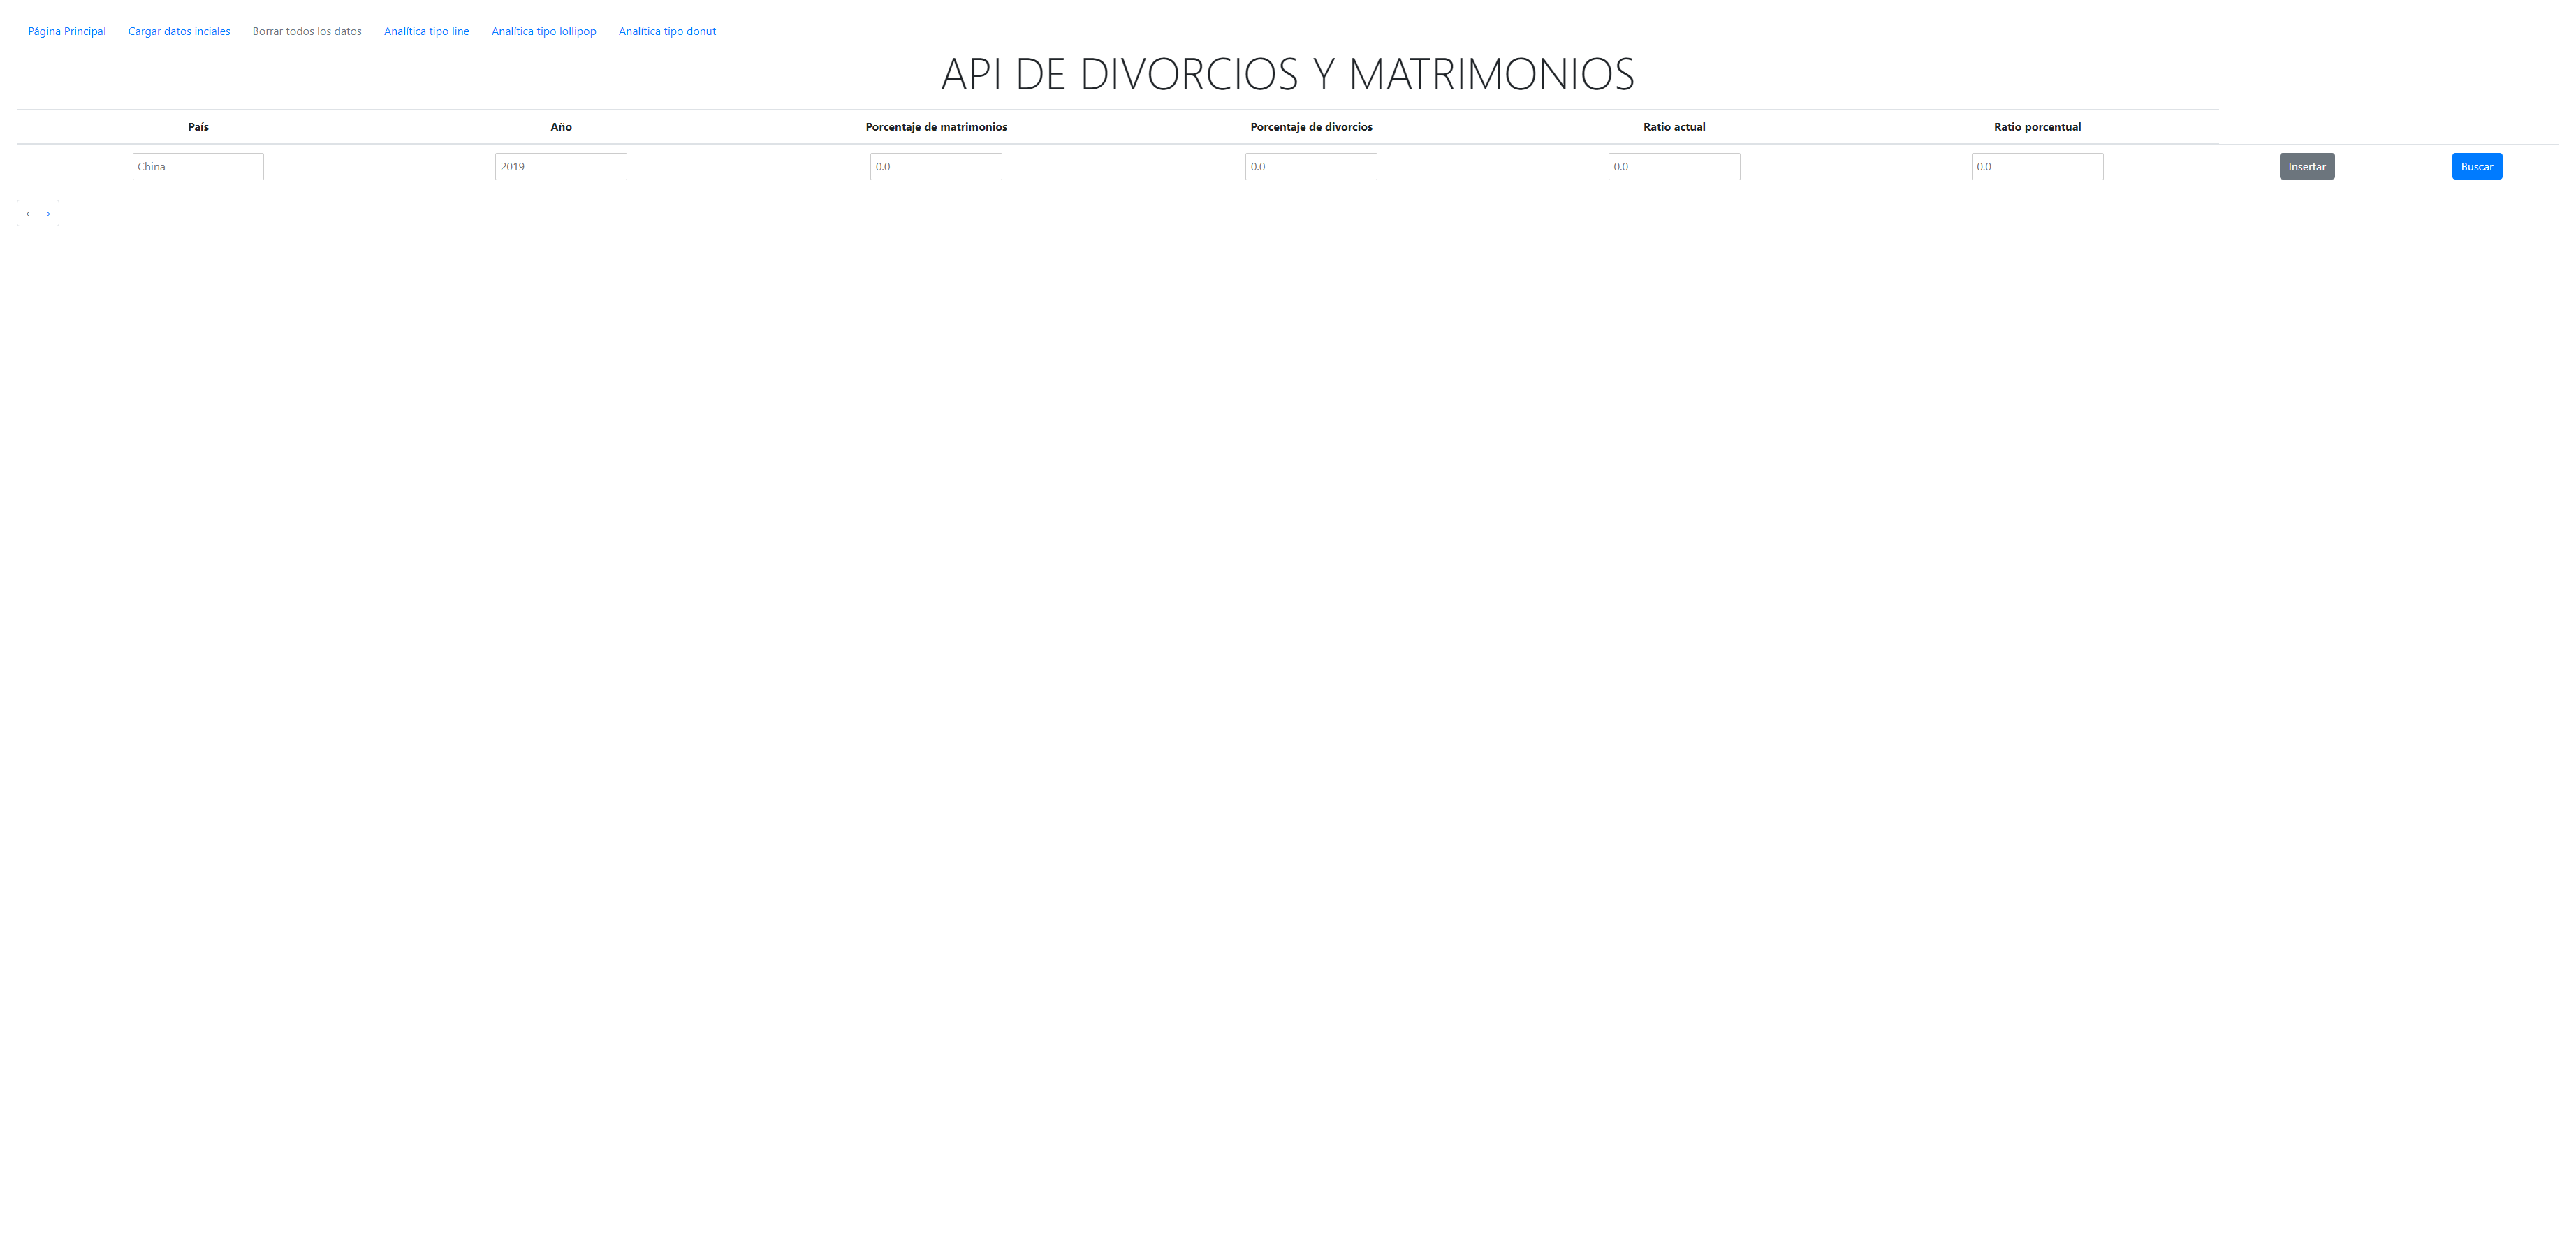 Página Principal Cargar datos inciales Borrar todos los datos Analítica tipo line Analítica tipo lollipop Analítica tipo donut
API DE DIVORCIOS Y MATRIMONIOS
País Año Porcentaje de matrimonios Porcentaje de divorcios Ratio actual Ratio porcentual
China 2019 0.0 0.0 0.0 0.0 Insertar Buscar
‹ ›